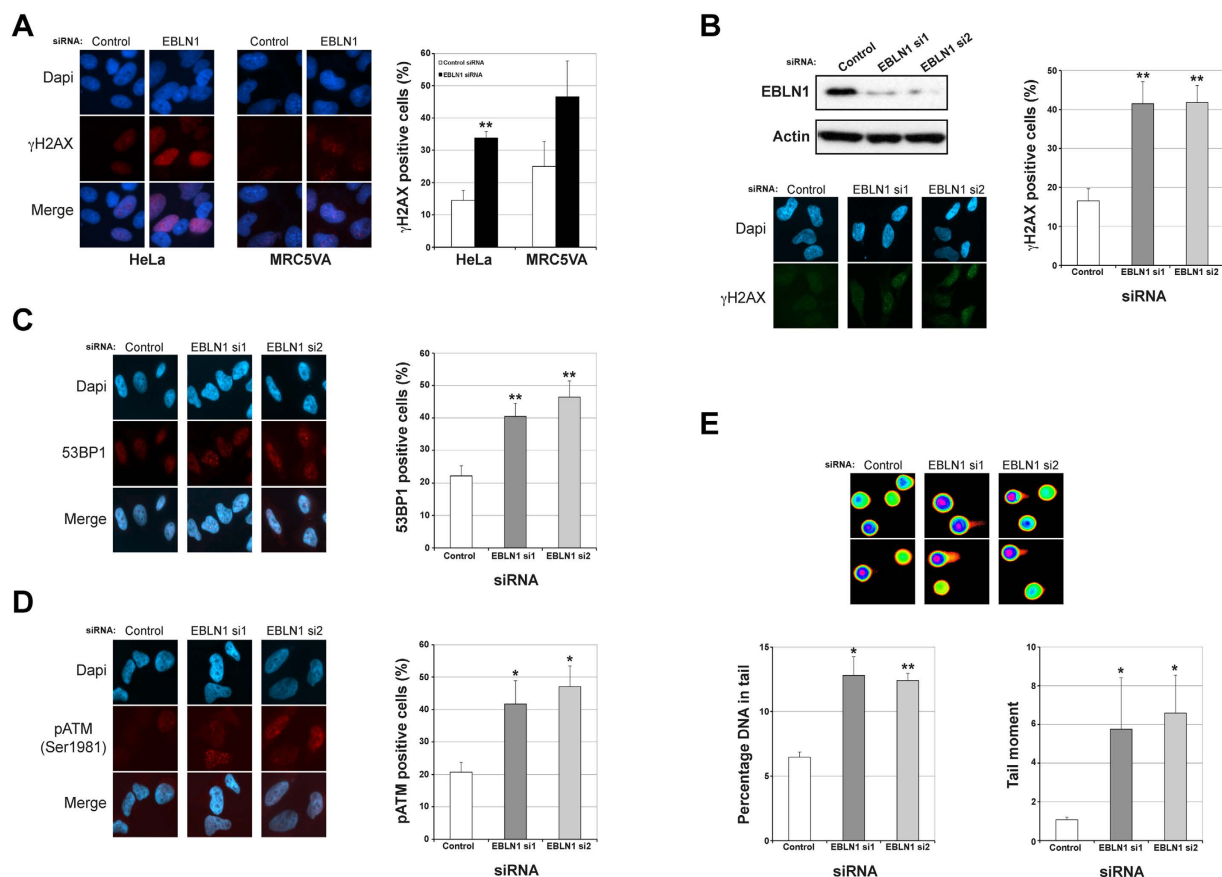 A
siRNA: Control EBLN1 Control EBLN1
Dapi
γH2AX
Merge
HeLa MRC5VA
γH2AX positive cells (%)
60
50
40
30
20
10
0
Control siRNA
EBLN1 siRNA
**
HeLa MRC5VA
B
siRNA: Control EBLN1 si1 EBLN1 si2
EBLN1
Actin
siRNA: Control EBLN1 si1 EBLN1 si2
Dapi
γH2AX
γH2AX positive cells (%)
50
40
30
20
10
0
** **
Control EBLN1 si1 EBLN1 si2
siRNA
C
siRNA: Control EBLN1 si1 EBLN1 si2
Dapi
53BP1
Merge
53BP1 positive cells (%)
60
50
40
30
20
10
0
** **
Control EBLN1 si1 EBLN1 si2
siRNA
D
siRNA: Control EBLN1 si1 EBLN1 si2
Dapi
pATM
(Ser1981)
Merge
pATM positive cells (%)
60
50
40
30
20
10
0
* *
Control EBLN1 si1 EBLN1 si2
siRNA
E
siRNA: Control EBLN1 si1 EBLN1 si2
Percentage DNA in tail
15
10
5
0
* **
Control EBLN1 si1 EBLN1 si2
siRNA
Tail moment
10
8
6
4
2
0
* *
Control EBLN1 si1 EBLN1 si2
siRNA